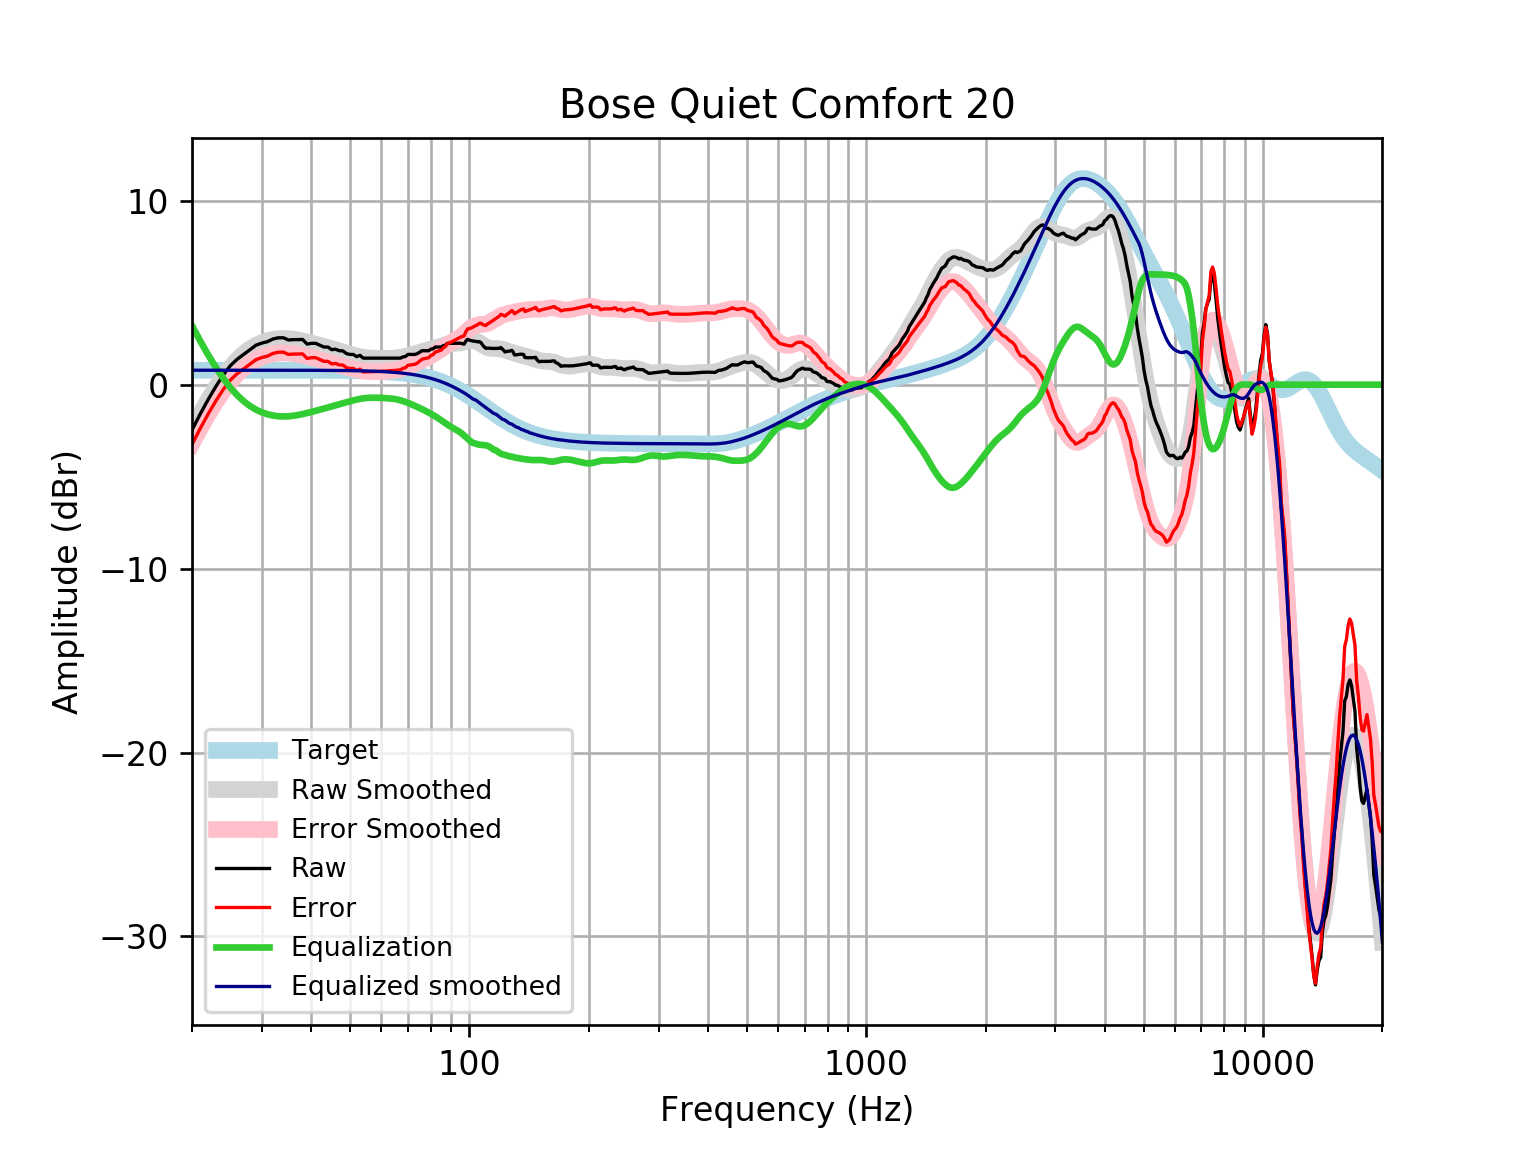 Bose Quiet Comfort 20
10
0
−10
−20
−30
Amplitude (dBr)
Target
Raw Smoothed
Error Smoothed
Raw
Error
Equalization
Equalized smoothed
100
1000
10000
Frequency (Hz)